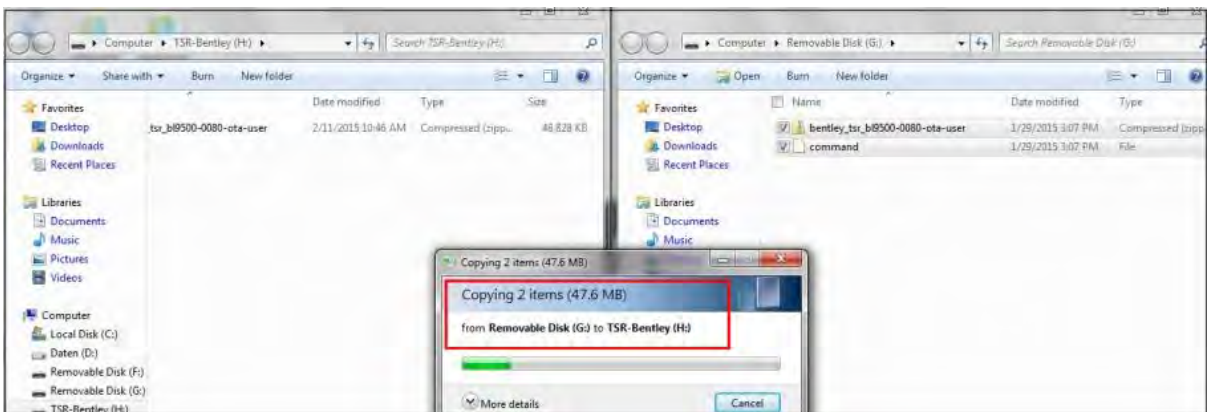 Computer ▸ TSR-Bentley (H:) ▸
Search TSR-Bentley (H:)
Organize ▾ Share with ▾ Burn New folder
Date modified Type Size
Favorites
Desktop
Downloads
Recent Places
_tsr_bl9500-0080-ota-user 2/11/2015 10:46 AM Compressed (zipp... 46,828 KB
Libraries
Documents
Music
Pictures
Videos
Computer
Local Disk (C:)
Daten (D:)
Removable Disk (F:)
Removable Disk (G:)
TSR-Bentley (H:)
Computer ▸ Removable Disk (G:) ▸
Search Removable Disk (G:)
Organize ▾ Open Burn New folder
Name Date modified Type
Favorites
Desktop
Downloads
Recent Places
bentley_tsr_bl9500-0080-ota-user 1/29/2015 3:07 PM Compressed (zipp
command 1/29/2015 3:07 PM File
Libraries
Documents
Music
Copying 2 items (47.6 MB)
Copying 2 items (47.6 MB)
from Removable Disk (G:) to TSR-Bentley (H:)
More details
Cancel